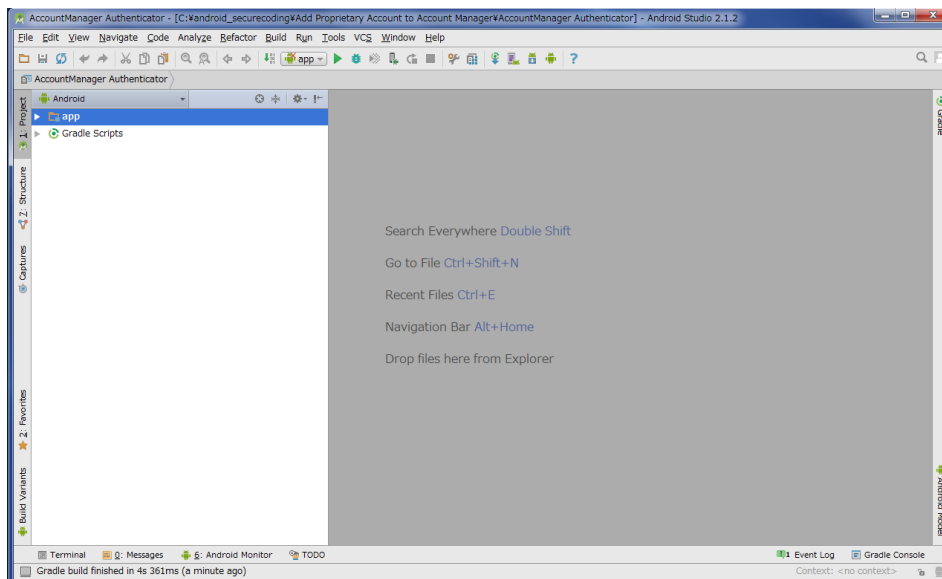 AccountManager Authenticator - [C:¥android_securecoding¥Add Proprietary Account to Account Manager¥AccountManager Authenticator] - Android Studio 2.1.2
File Edit View Navigate Code Analyze Refactor Build Run Tools VCS Window Help
app
AccountManager Authenticator
1: Project
Android
app
Gradle Scripts
Gradle
7: Structure
Captures
Search Everywhere Double Shift
Go to File Ctrl+Shift+N
Recent Files Ctrl+E
Navigation Bar Alt+Home
Drop files here from Explorer
2: Favorites
Build Variants
Android Model
Terminal 0: Messages 6: Android Monitor TODO 1 Event Log Gradle Console
Gradle build finished in 4s 361ms (a minute ago) Context: <no context>